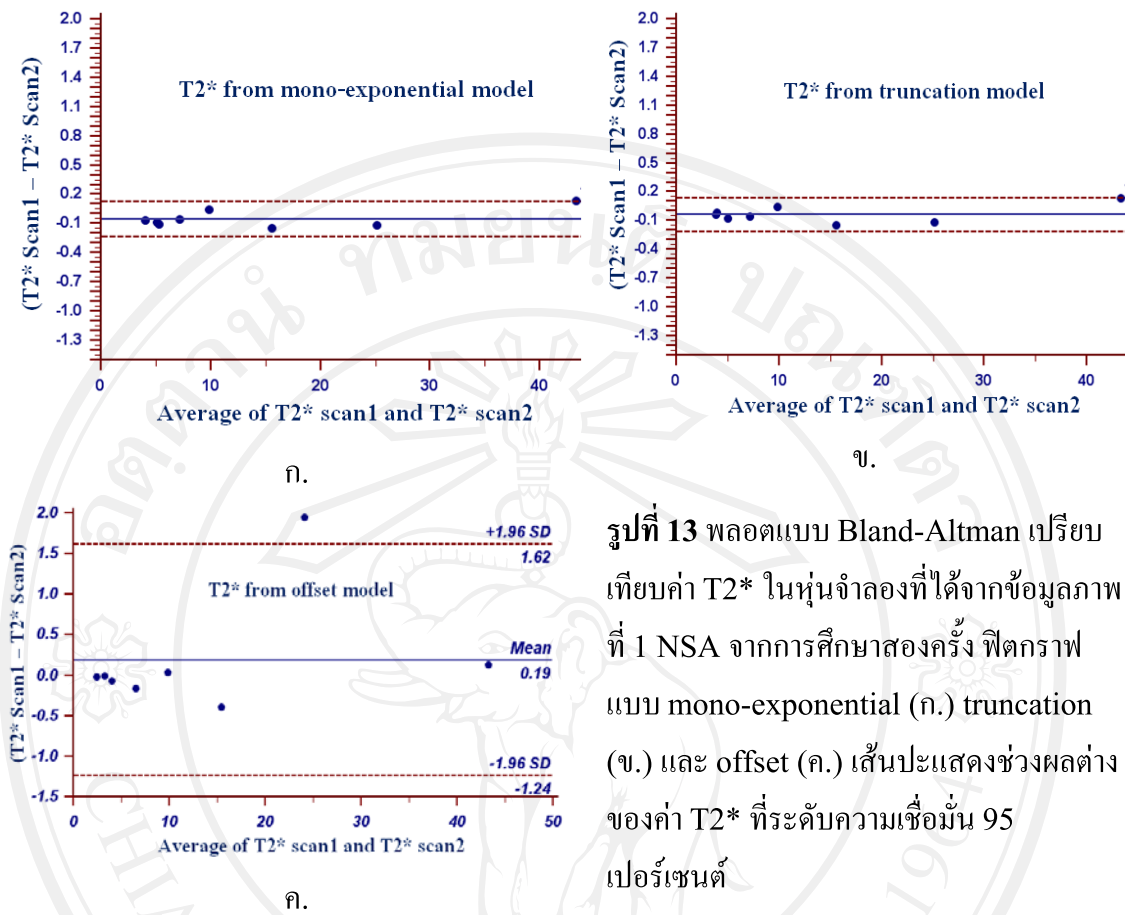 2.0
1.7
1.4
1.1
0.8
0.5
0.2
-0.1
-0.4
-0.7
-1.0
-1.3
(T2* Scan1 – T2* Scan2)
T2* from mono-exponential model
0 10 20 30 40
Average of T2* scan1 and T2* scan2
ก.
2.0
1.7
1.4
1.1
0.8
0.5
0.2
-0.1
-0.4
-0.7
-1.0
-1.3
(T2* Scan1 – T2* Scan2)
T2* from truncation model
0 10 20 30 40
Average of T2* scan1 and T2* scan2
ข.
2.0
1.5
1.0
0.5
0.0
-0.5
-1.0
-1.5
(T2* Scan1 – T2* Scan2)
+1.96 SD
1.62
T2* from offset model
Mean
0.19
-1.96 SD
-1.24
0 10 20 30 40 50
Average of T2* scan1 and T2* scan2
ค.
รูปที่ 13 พลอตแบบ Bland-Altman เปรียบ
เทียบค่า T2* ในหุ่นจำลองที่ได้จากข้อมูลภาพ
ที่ 1 NSA จากการศึกษาสองครั้ง ฟิตกราฟ
แบบ mono-exponential (ก.) truncation
(ข.) และ offset (ค.) เส้นปะแสดงช่วงผลต่าง
ของค่า T2* ที่ระดับความเชื่อมั่น 95
เปอร์เซนต์